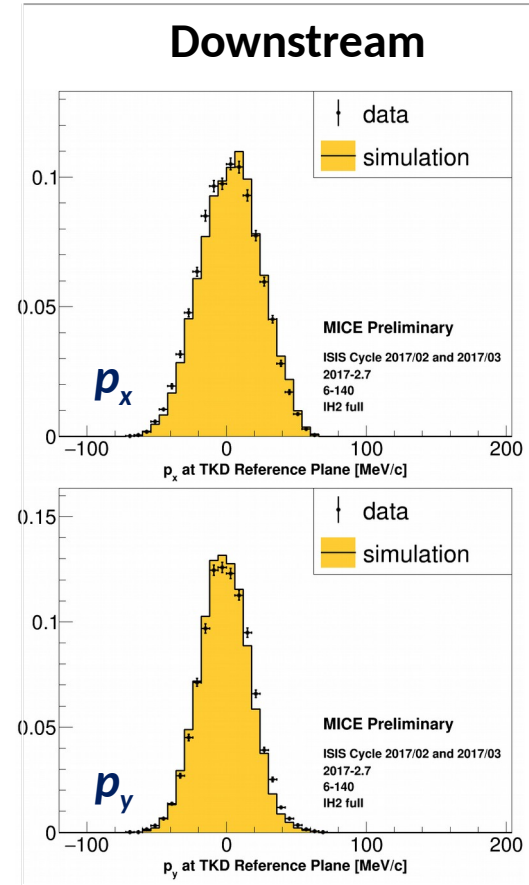 Downstream
data
simulation
0.1
0.05
0
MICE Preliminary
ISIS Cycle 2017/02 and 2017/03
2017-2.7
6-140
IH2 full
px
−100 0 100 200
px at TKD Reference Plane [MeV/c]
data
simulation
0.15
0.1
0.05
0
MICE Preliminary
ISIS Cycle 2017/02 and 2017/03
2017-2.7
6-140
IH2 full
py
−100 0 100 200
py at TKD Reference Plane [MeV/c]